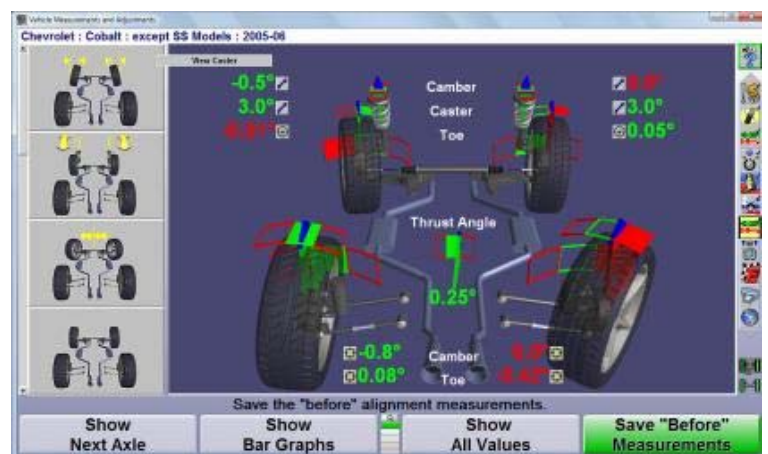 Vehicle Measurements and Adjustments
Chevrolet : Cobalt : except SS Models : 2005-06
View Caster
-0.5° Camber
3.0° Caster 3.0°
Toe 0.05°
Thrust Angle
0.25°
-0.8° Camber
0.08° Toe
Save the "before" alignment measurements.
Show Show Show Save "Before"
Next Axle Bar Graphs All Values Measurements